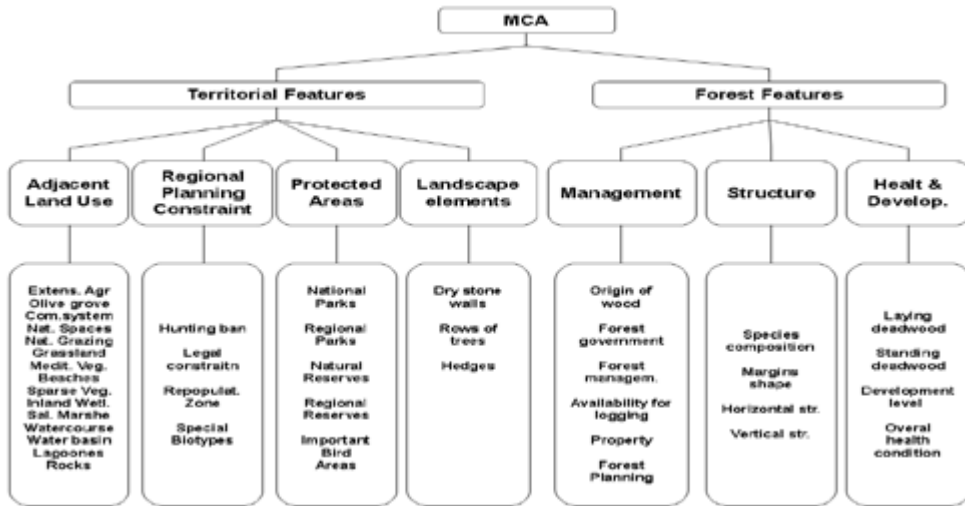 MCA
Territorial Features
Forest Features
Adjacent
Land Use
Regional
Planning
Constraint
Protected
Areas
Landscape
elements
Management
Structure
Healt &
Develop.
Extens. Agr
Olive grove
Com.system
Nat. Spaces
Nat. Grazing
Grassland
Medit. Veg.
Beaches
Sparse Veg.
Inland Wetl.
Sal. Marshe
Watercourse
Water basin
Lagoones
Rocks
Hunting ban
Legal
constraitn
Repopulat.
Zone
Special
Biotypes
National
Parks
Regional
Parks
Natural
Reserves
Regional
Reserves
Important
Bird
Areas
Dry stone
walls
Rows of
trees
Hedges
Origin of
wood
Forest
government
Forest
managem.
Availability for
logging
Property
Forest
Planning
Species
composition
Margins
shape
Horizontal str.
Vertical str.
Laying
deadwood
Standing
deadwood
Development
level
Overal
health
condition